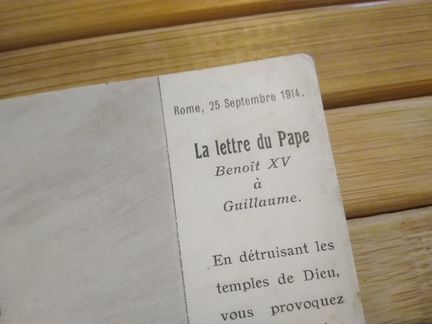 Rome, 25 Septembre 1914.
La lettre du Pape
Benoît XV
à
Guillaume.
En détruisant les
temples de Dieu,
vous provoquez